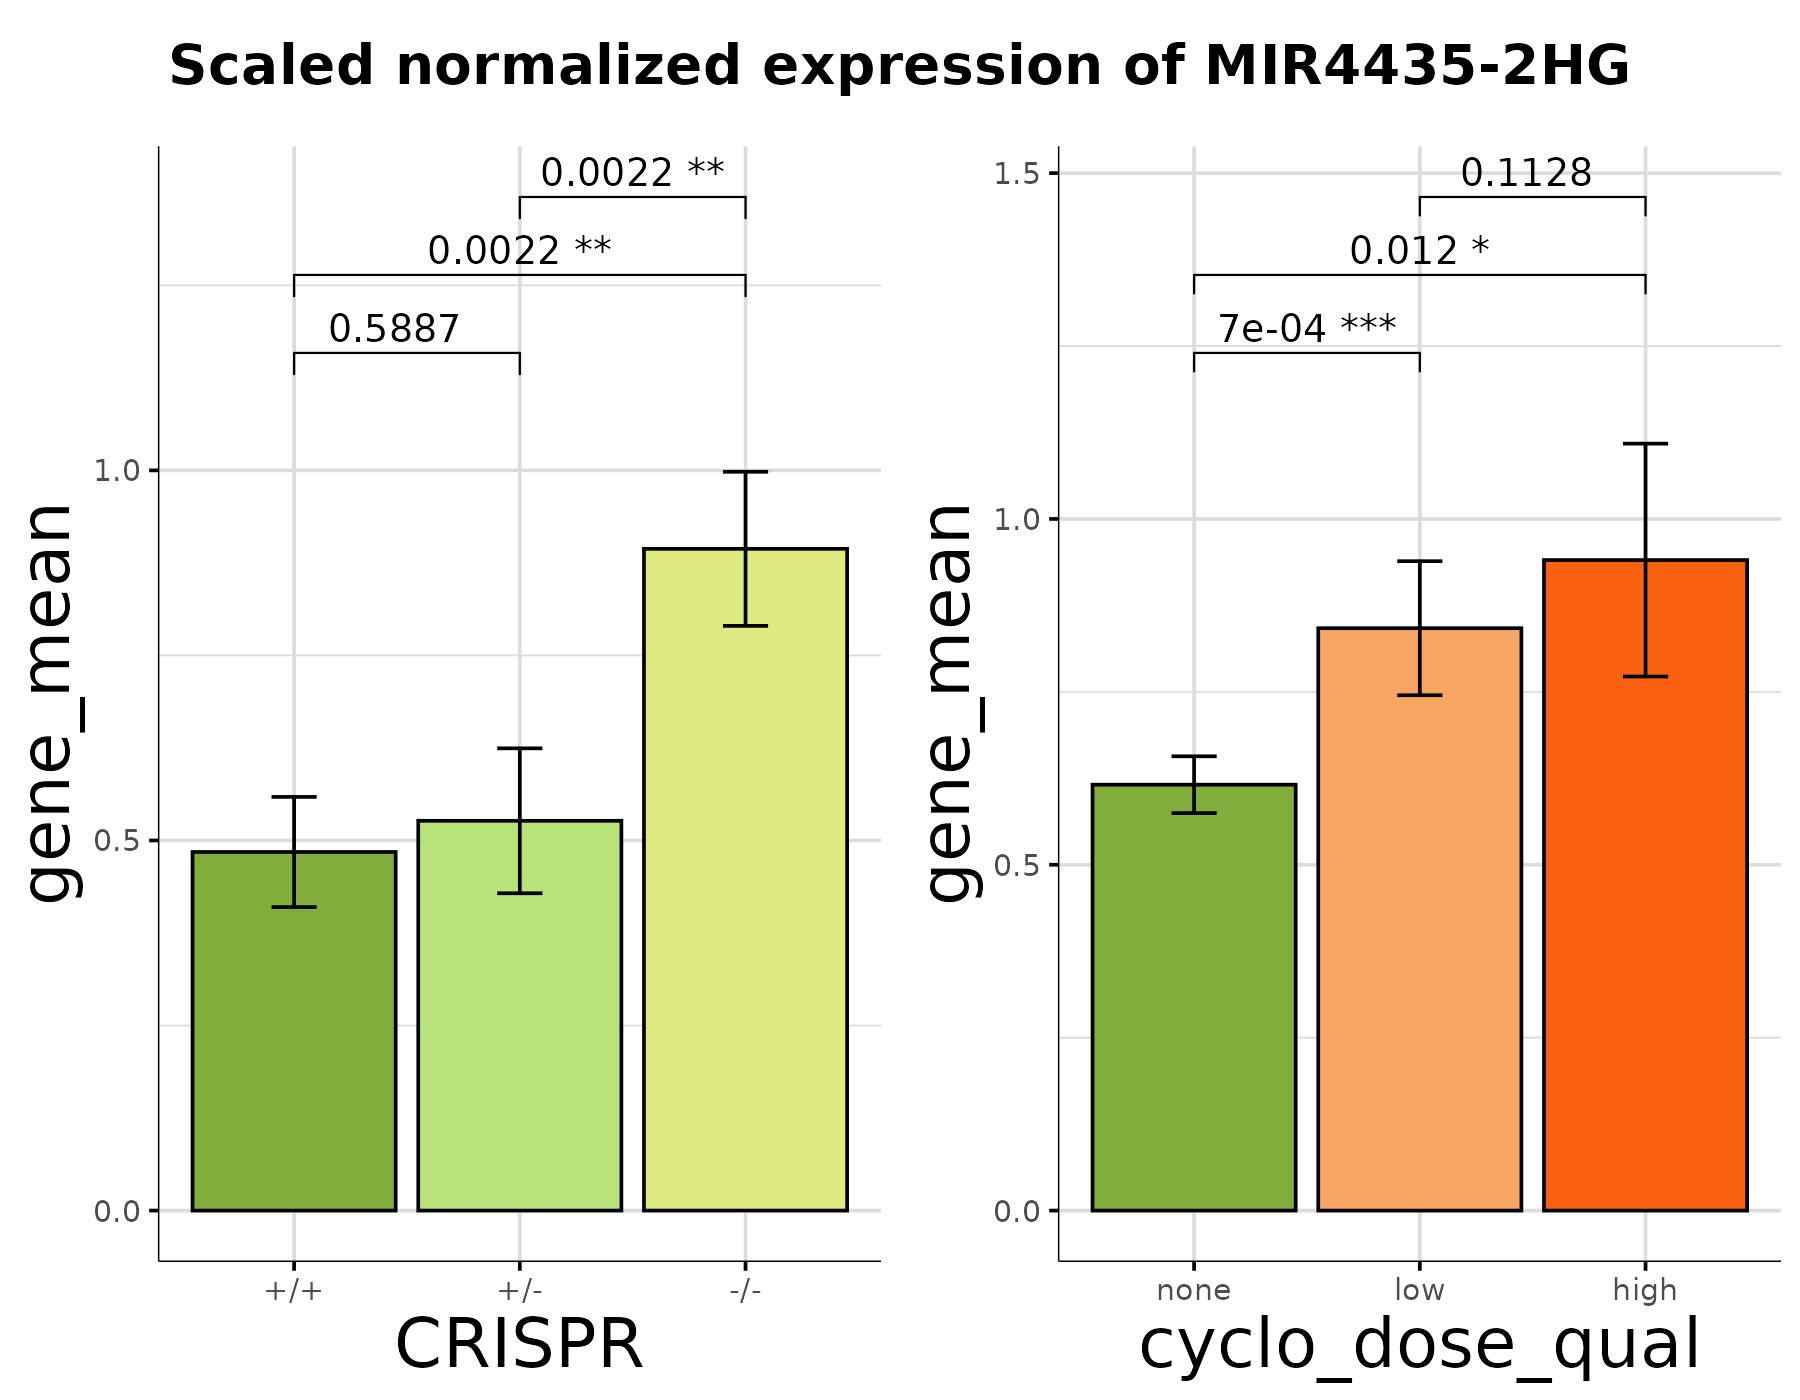 Scaled normalized expression of MIR4435-2HG
0.0022 **
0.0022 **
0.5887
1.0
0.5
0.0
gene_mean
+/+
+/-
-/-
CRISPR
1.5
0.1128
0.012 *
7e-04 ***
1.0
0.5
0.0
gene_mean
none
low
high
cyclo_dose_qual